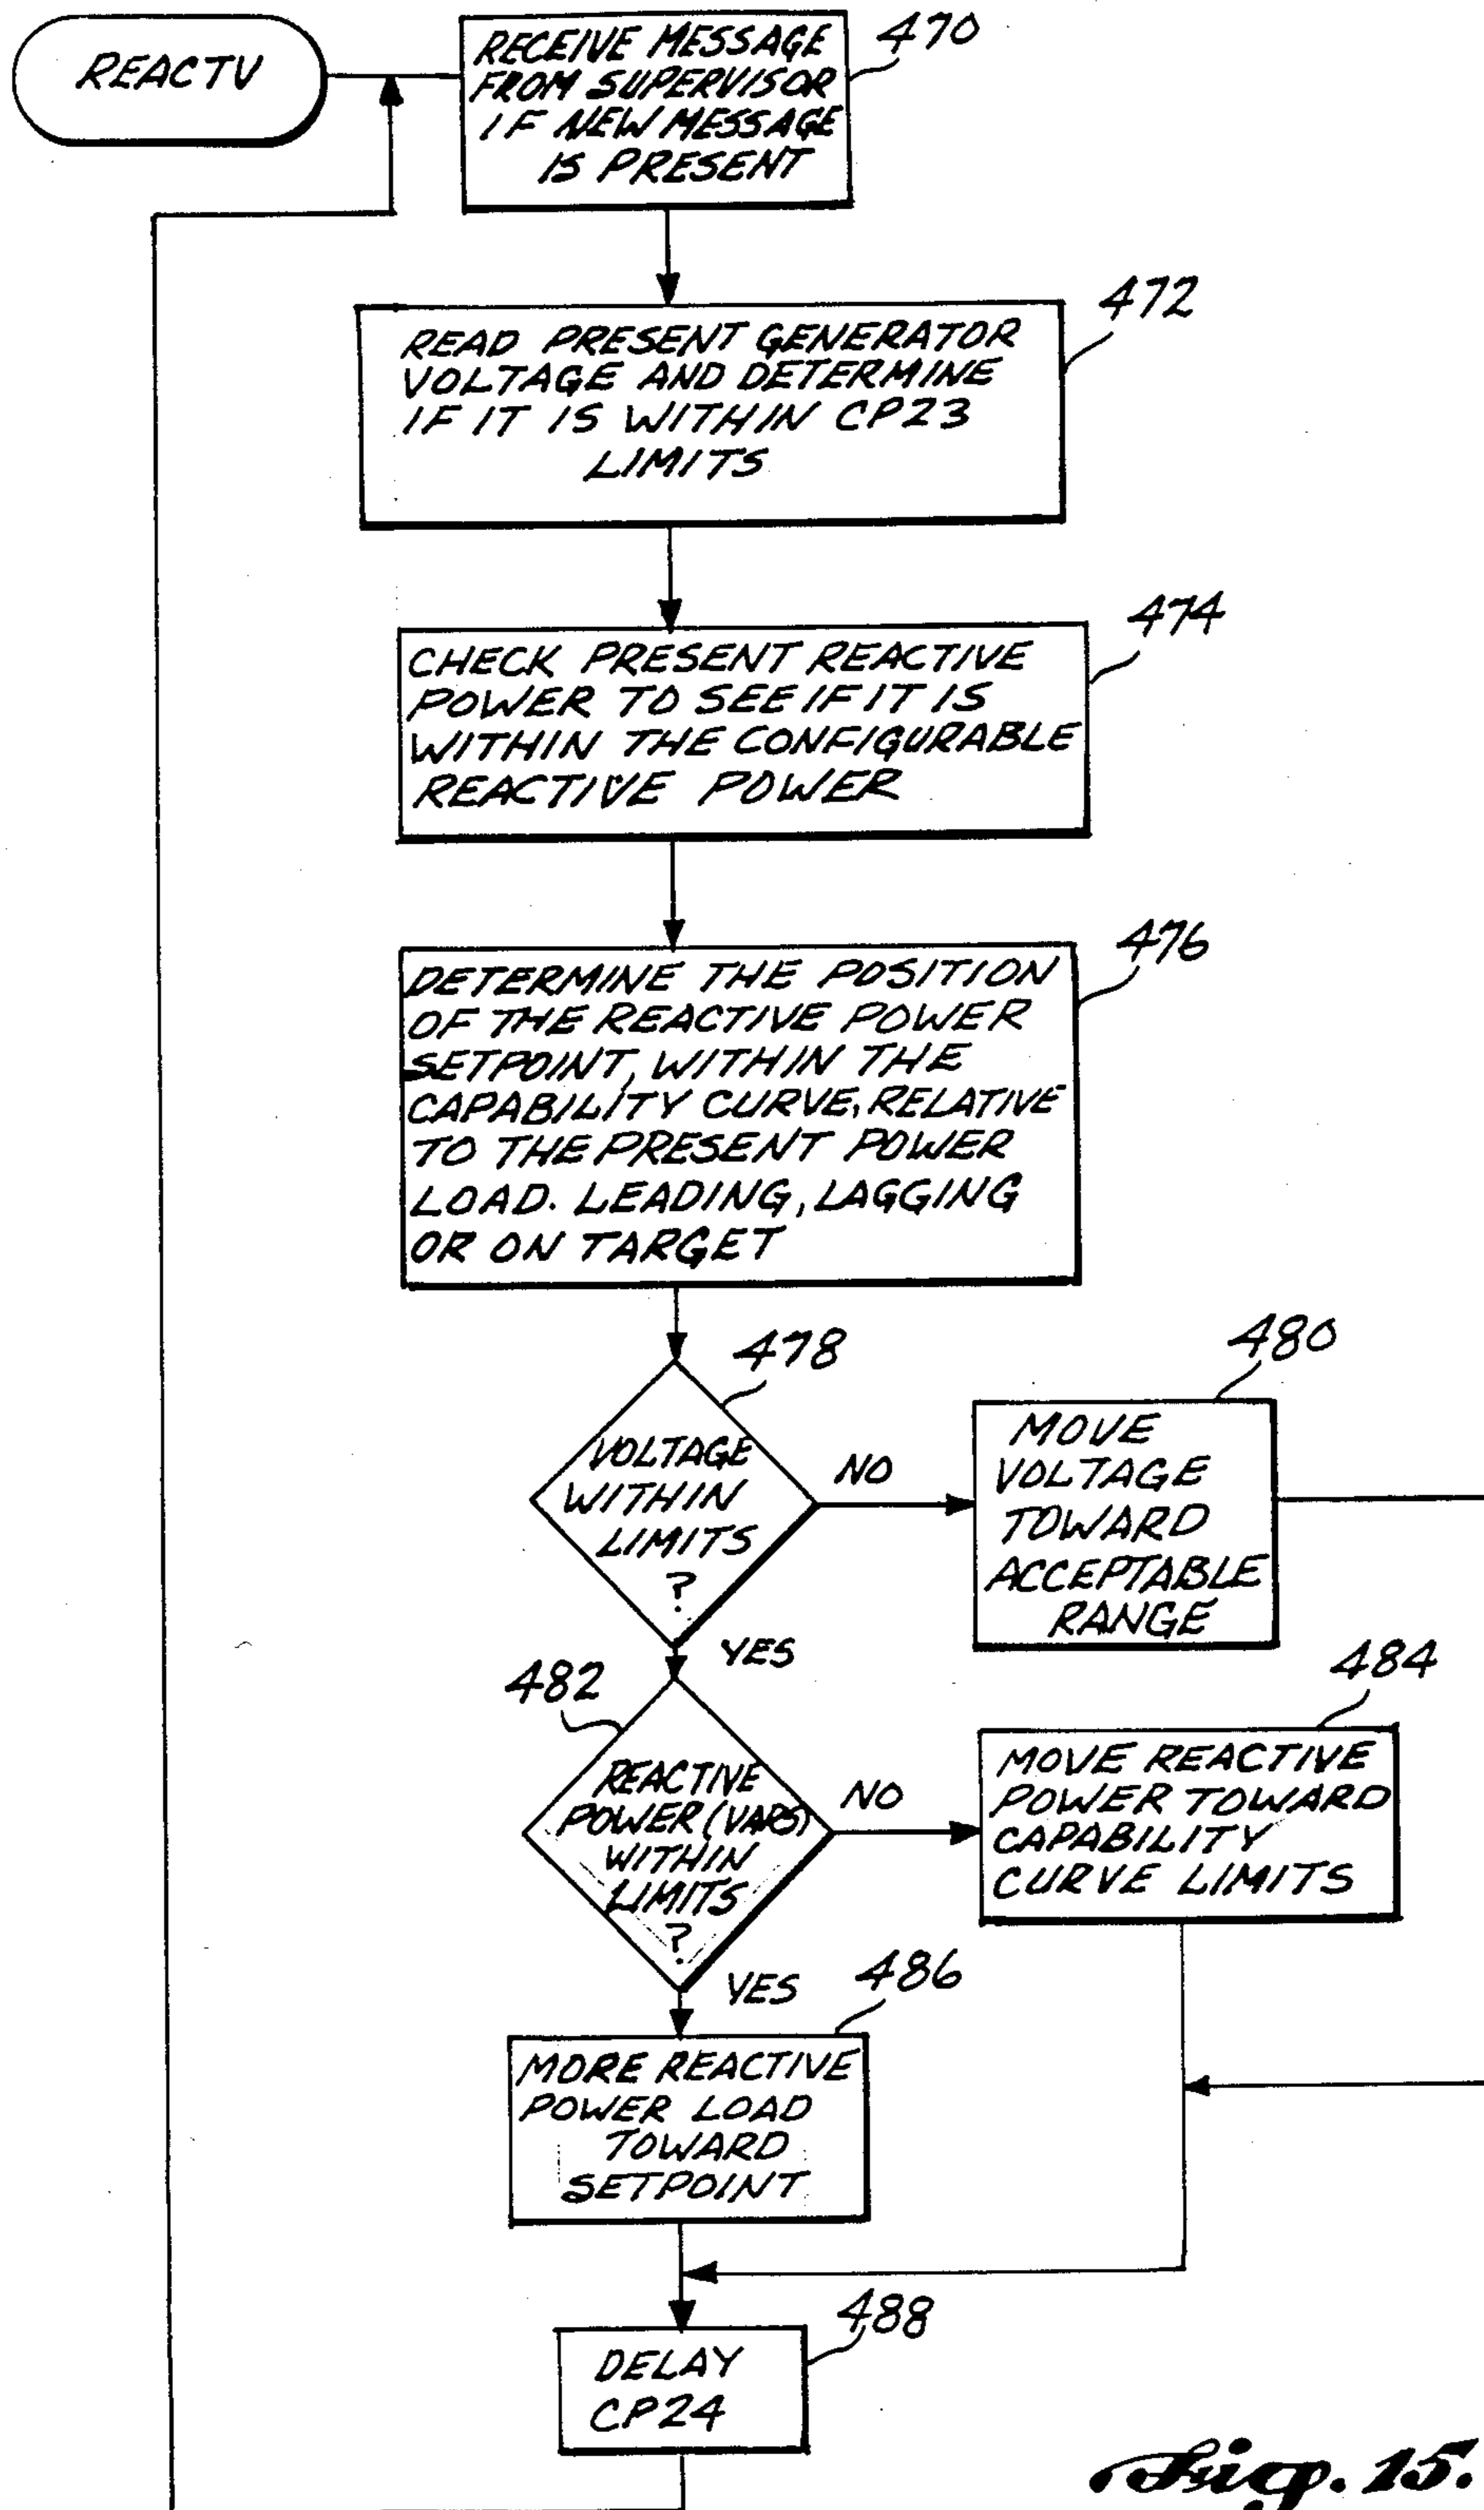 REACTV
RECEIVE MESSAGE
FROM SUPERVISOR
IF NEW MESSAGE
IS PRESENT
470
READ PRESENT GENERATOR
VOLTAGE AND DETERMINE
IF IT IS WITHIN CP23
LIMITS
472
CHECK PRESENT REACTIVE
POWER TO SEE IF IT IS
WITHIN THE CONFIGURABLE
REACTIVE POWER
474
DETERMINE THE POSITION
OF THE REACTIVE POWER
SETPOINT, WITHIN THE
CAPABILITY CURVE, RELATIVE
TO THE PRESENT POWER
LOAD. LEADING, LAGGING
OR ON TARGET
476
478
VOLTAGE
WITHIN
LIMITS
?
NO
480
MOVE
VOLTAGE
TOWARD
ACCEPTABLE
RANGE
YES
482
REACTIVE
POWER (VARS)
WITHIN
LIMITS
?
NO
484
MOVE REACTIVE
POWER TOWARD
CAPABILITY
CURVE LIMITS
YES
486
MORE REACTIVE
POWER LOAD
TOWARD
SETPOINT
488
DELAY
CP24
Fig. 15.